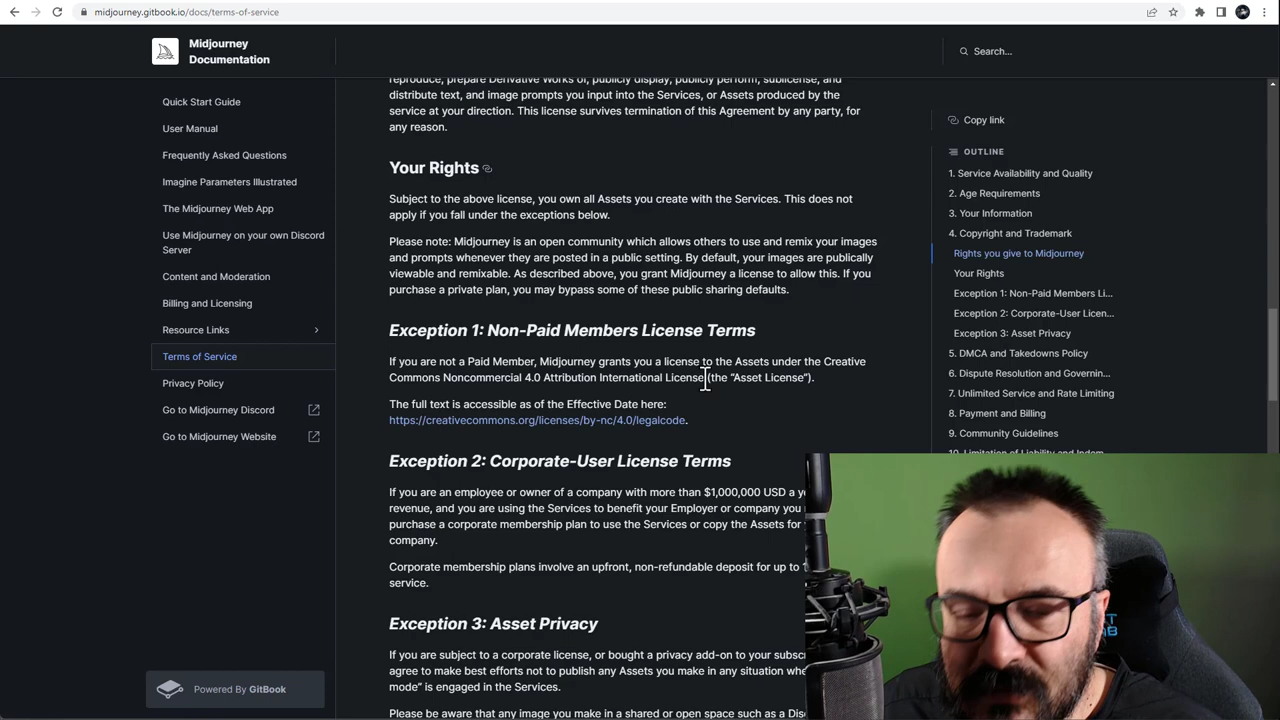 midjourney.gitbook.io/docs/terms-of-service
Midjourney
Documentation
Search...
Quick Start Guide
User Manual
Frequently Asked Questions
Imagine Parameters Illustrated
The Midjourney Web App
Use Midjourney on your own Discord
Server
Content and Moderation
Billing and Licensing
Resource Links
Terms of Service
Privacy Policy
Go to Midjourney Discord
Go to Midjourney Website
Powered By GitBook
reproduce, prepare Derivative Works of, publicly display, publicly perform, sublicense, and
distribute text, and image prompts you input into the Services, or Assets produced by the
service at your direction. This license survives termination of this Agreement by any party, for
any reason.
Your Rights
Subject to the above license, you own all Assets you create with the Services. This does not
apply if you fall under the exceptions below.
Please note: Midjourney is an open community which allows others to use and remix your images
and prompts whenever they are posted in a public setting. By default, your images are publically
viewable and remixable. As described above, you grant Midjourney a license to allow this. If you
purchase a private plan, you may bypass some of these public sharing defaults.
Exception 1: Non-Paid Members License Terms
If you are not a Paid Member, Midjourney grants you a license to the Assets under the Creative
Commons Noncommercial 4.0 Attribution International License (the “Asset License”).
The full text is accessible as of the Effective Date here:
https://creativecommons.org/licenses/by-nc/4.0/legalcode.
Exception 2: Corporate-User License Terms
If you are an employee or owner of a company with more than $1,000,000 USD a
revenue, and you are using the Services to benefit your Employer or company
purchase a corporate membership plan to use the Services or copy the Assets for
company.
Corporate membership plans involve an upfront, non-refundable deposit for up to
service.
Exception 3: Asset Privacy
If you are subject to a corporate license, or bought a privacy add-on to your
agree to make best efforts not to publish any Assets you make in any situation
mode” is engaged in the Services.
Please be aware that any image you make in a shared or open space such as a
Copy link
OUTLINE
1. Service Availability and Quality
2. Age Requirements
3. Your Information
4. Copyright and Trademark
Rights you give to Midjourney
Your Rights
Exception 1: Non-Paid Members Li...
Exception 2: Corporate-User Licen...
Exception 3: Asset Privacy
5. DMCA and Takedowns Policy
6. Dispute Resolution and Governin...
7. Unlimited Service and Rate Limiting
8. Payment and Billing
9. Community Guidelines
10. Limitation of Liability and Indem